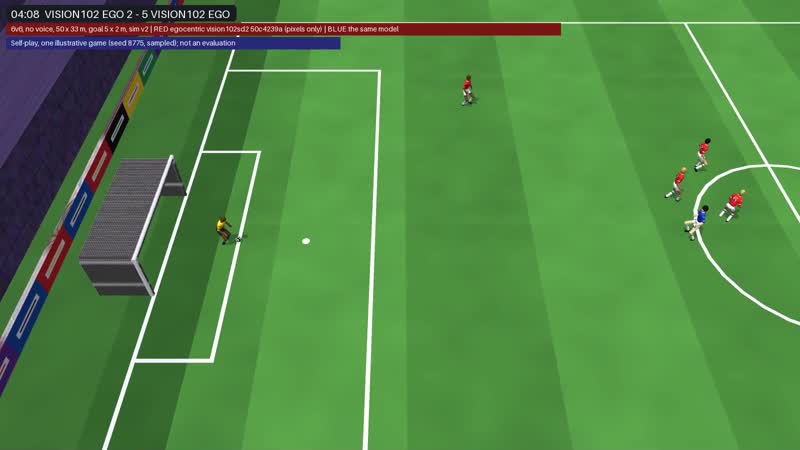 04:08 VISION102 EGO 2 - 5 VISION102 EGO
6v6, no voice, 50 x 33 m, goal 5 x 2 m, sim v2 | RED egocentric vision102sd2 50c4239a (pixels only) | BLUE the same model
Self-play, one illustrative game (seed 8775, sampled); not an evaluation